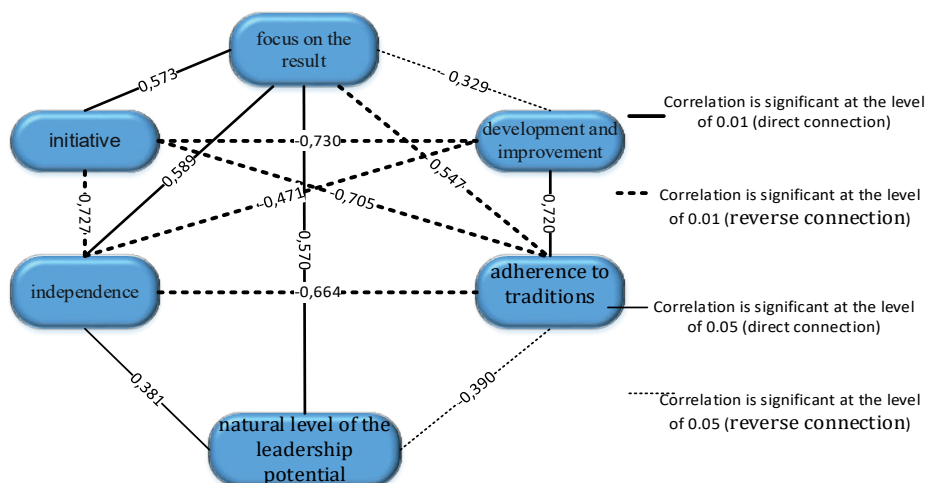 focus on the
result
0,573
0,329
initiative
-0,730
development and
improvement
Correlation is significant at the level
of 0.01 (direct connection)
0,589
0,547
-0,471
-0,705
0,727
0,720
Correlation is significant at the level
of 0.01 (reverse connection)
0,570
independence
-0,664
adherence to
traditions
Correlation is significant at the level
of 0.05 (direct connection)
0,381
-0,390
natural level of the
leadership
potential
Correlation is significant at the level
of 0.05 (reverse connection)